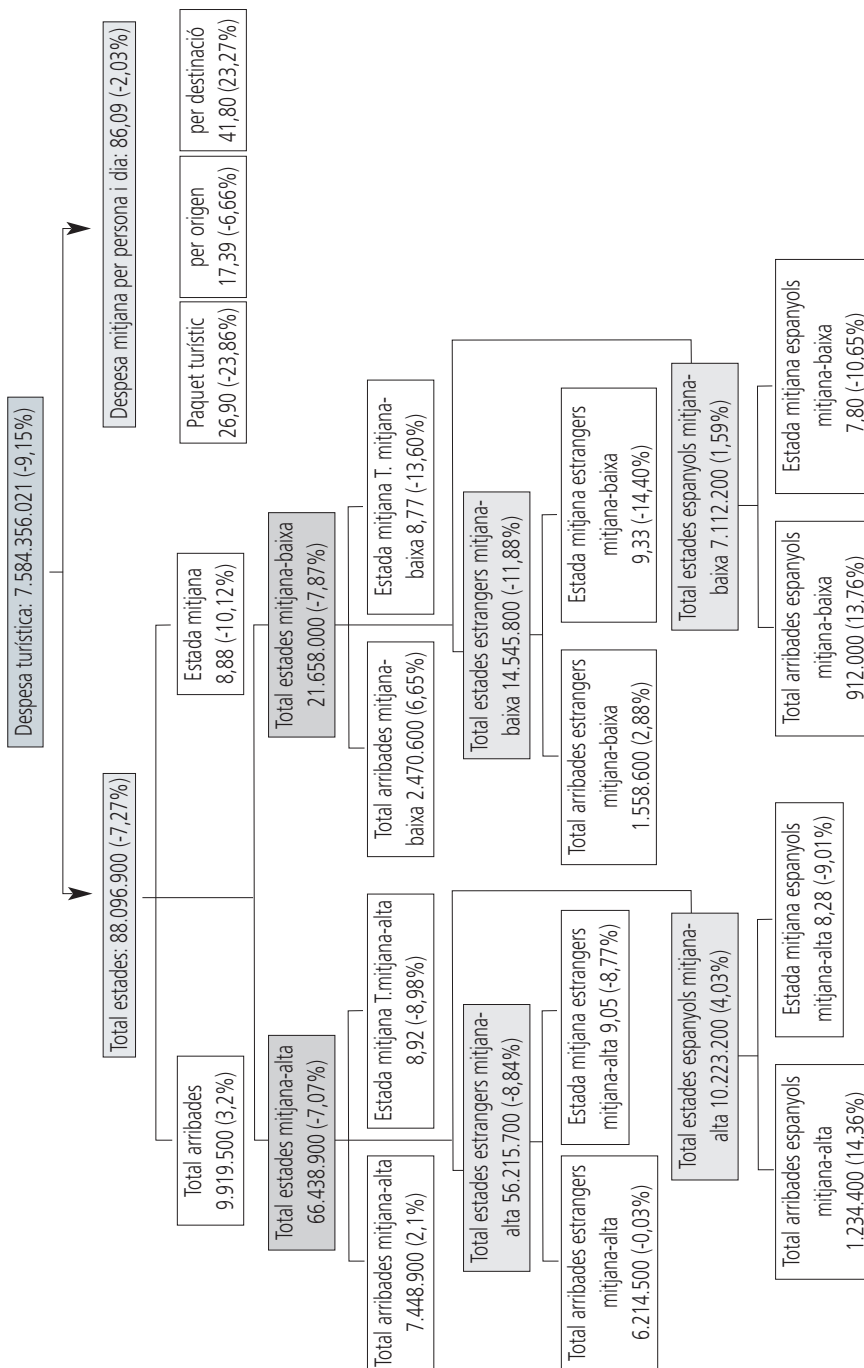 Despesa turística: 7.584.356.021 (-9,15%)
Total estades: 88.096.900 (-7,27%)
Despesa mitjana per persona i dia: 86,09 (-2,03%)
Total arribades
9.919.500 (3,2%)
Estada mitjana
8,88 (-10,12%)
Paquet turístic
26,90 (-23,86%)
per origen
17,39 (-6,66%)
per destinació
41,80 (23,27%)
Total estades mitjana-alta
66.438.900 (-7,07%)
Total estades mitjana-baixa
21.658.000 (-7,87%)
Total arribades mitjana-alta
7.448.900 (2,1%)
Estada mitjana T.mitjana-alta
8,92 (-8,98%)
Total arribades mitjana-
baixa 2.470.600 (6,65%)
Estada mitjana T. mitjana-
baixa 8,77 (-13,60%)
Total estades estrangers mitjana-
alta 56.215.700 (-8,84%)
Total estades estrangers mitjana-
baixa 14.545.800 (-11,88%)
Total arribades estrangers
mitjana-alta
6.214.500 (-0,03%)
Estada mitjana estrangers
mitjana-alta 9,05 (-8,77%)
Total arribades estrangers
mitjana-baixa
1.558.600 (2,88%)
Estada mitjana estrangers
mitjana-baixa
9,33 (-14,40%)
Total estades espanyols mitjana-
alta 10.223.200 (4,03%)
Total estades espanyols mitjana-
baixa 7.112.200 (1,59%)
Total arribades espanyols
mitjana-alta
1.234.400 (14,36%)
Estada mitjana espanyols
mitjana-alta 8,28 (-9,01%)
Total arribades espanyols
mitjana-baixa
912.000 (13,76%)
Estada mitjana espanyols
mitjana-baixa
7,80 (-10,65%)